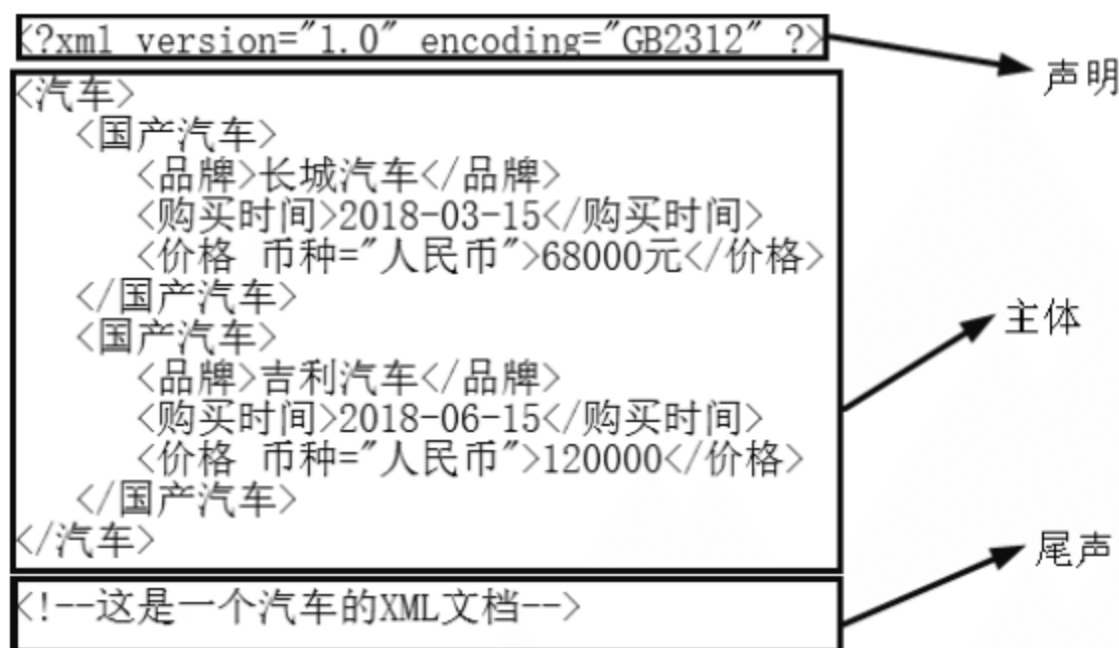 <?xml version="1.0" encoding="GB2312" ?>
声明
<汽车>
<国产汽车>
<品牌>长城汽车</品牌>
<购买时间>2018-03-15</购买时间>
<价格 币种="人民币">68000元</价格>
</国产汽车>
<国产汽车>
<品牌>吉利汽车</品牌>
<购买时间>2018-06-15</购买时间>
<价格 币种="人民币">120000</价格>
</国产汽车>
</汽车>
主体
<!--这是一个汽车的XML文档-->
尾声